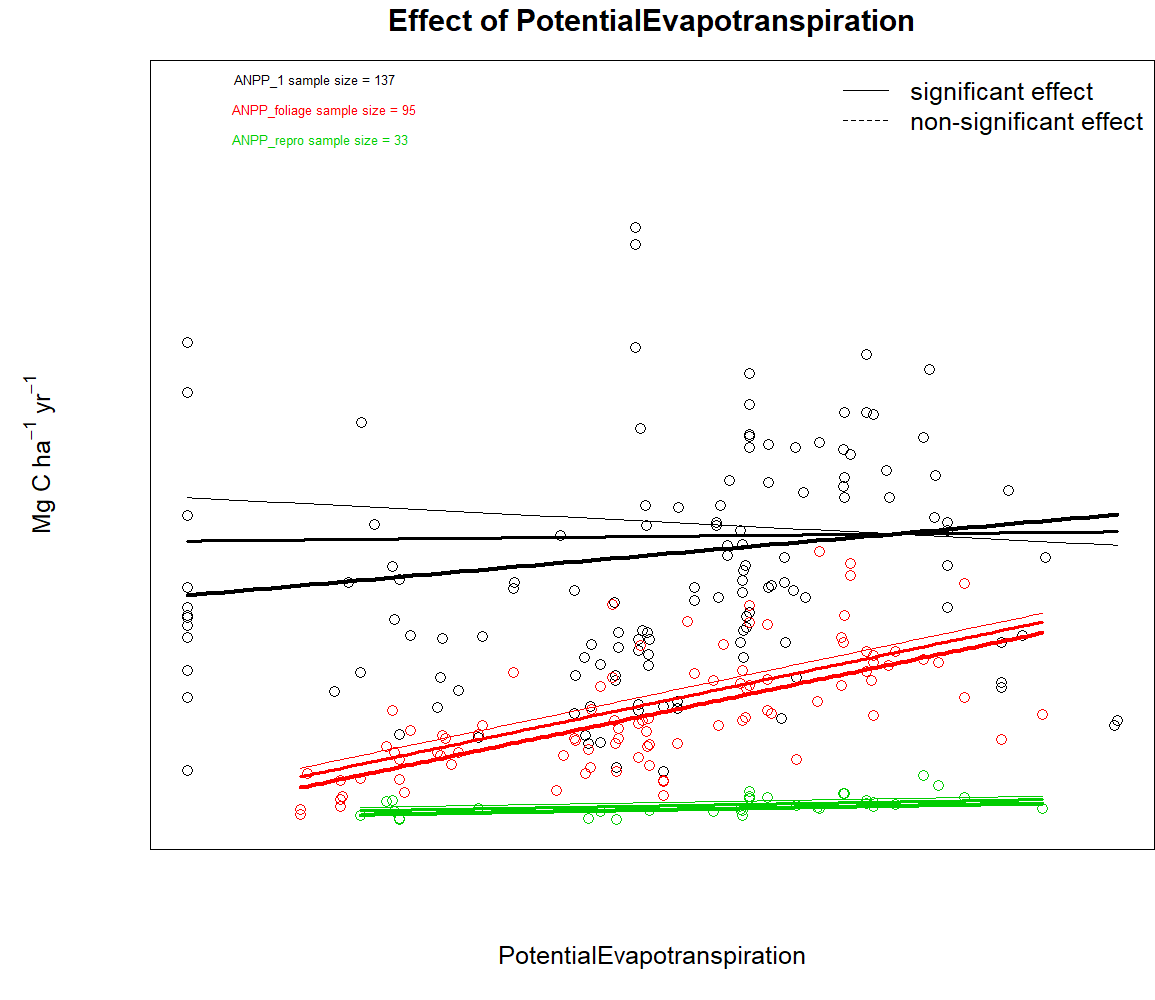 Effect of PotentialEvapotranspiration
ANPP_1 sample size = 137
ANPP_foliage sample size = 95
ANPP_repro sample size = 33
significant effect
non-significant effect
Mg C ha⁻¹ yr⁻¹
PotentialEvapotranspiration